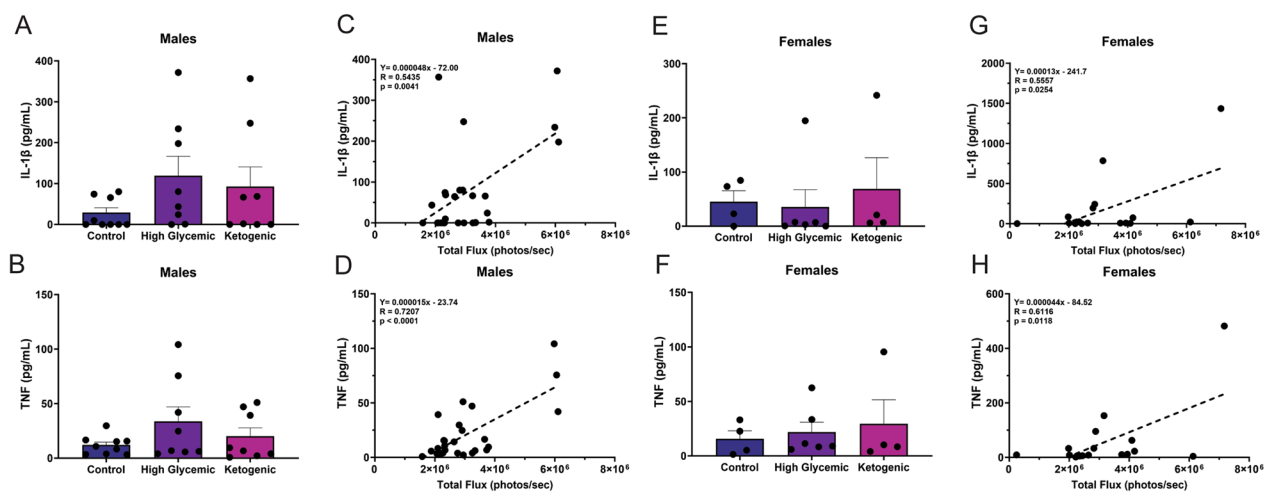 A
Males
IL-1β (pg/mL)
400
300
200
100
0
Control
High Glycemic
Ketogenic
C
Males
Y= 0.000048x - 72.00
R = 0.5435
p = 0.0041
IL-1β (pg/mL)
400
300
200
100
0
0
2×10⁶
4×10⁶
6×10⁶
8×10⁶
Total Flux (photos/sec)
E
Females
IL-1β (pg/mL)
300
200
100
0
Control
High Glycemic
Ketogenic
G
Females
Y= 0.00013x - 241.7
R = 0.5557
p = 0.0254
IL-1β (pg/mL)
2000
1500
1000
500
0
0
2×10⁶
4×10⁶
6×10⁶
8×10⁶
Total Flux (photos/sec)
B
Males
TNF (pg/mL)
150
100
50
0
Control
High Glycemic
Ketogenic
D
Males
Y= 0.000015x - 23.74
R = 0.7207
p < 0.0001
TNF (pg/mL)
150
100
50
0
0
2×10⁶
4×10⁶
6×10⁶
8×10⁶
Total Flux (photos/sec)
F
Females
TNF (pg/mL)
150
100
50
0
Control
High Glycemic
Ketogenic
H
Females
Y= 0.000044x - 84.52
R = 0.6116
p = 0.0118
TNF (pg/mL)
600
400
200
0
0
2×10⁶
4×10⁶
6×10⁶
8×10⁶
Total Flux (photos/sec)